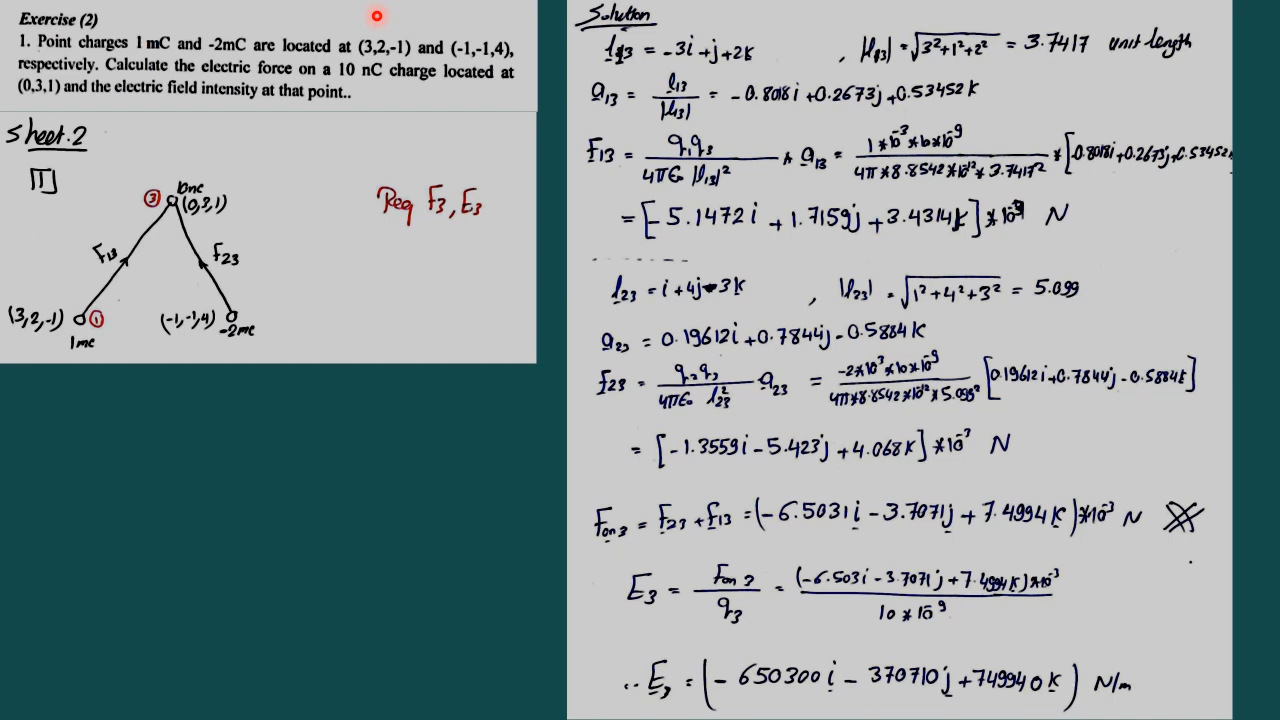 Exercise (2)
1. Point charges 1 mC and -2mC are located at (3,2,-1) and (-1,-1,4),
respectively. Calculate the electric force on a 10 nC charge located at
(0,3,1) and the electric field intensity at that point..
Sheet.2
1
10nc
③ (0,3,1)
Req F3, E3
F13
F23
(3,2,-1) ①
1mc
(-1,-1,4)
-2mc
Solution
l13 = -3i+j+2K , |l13| = √3²+1²+2² = 3.7417 unit length
a13 = l13/|l13| = -0.8018i+0.2673j+0.53452K
F13 = q1q3/4πε0 |l13|² * a13 = 1*10^-3*10*10^-9/4π*8.8542*10^-12*3.7417² * [-0.8018i+0.2673j+0.53452K
= [-5.1472i + 1.7159j + 3.4314K] * 10^-3 N
l23 = i+4j-3K , |l23| = √1²+4²+3² = 5.099
a23 = 0.19612i+0.7844j-0.5884K
F23 = q2q3/4πε0 l23² a23 = -2*10^-3*10*10^-9/4π*8.8542*10^-12*5.099² [0.19612i+0.7844j-0.5884K]
= [-1.3559i-5.423j+4.068K] * 10^-3 N
Fon3 = F23 + F13 = (-6.5031i-3.7071j+7.4994K)*10^-3 N
E3 = Fon3/q3 = (-6.503i-3.7071j+7.4994K)*10^-3/10*10^-9
∴ E3 = (-650300i-370710j+749940K) N/m